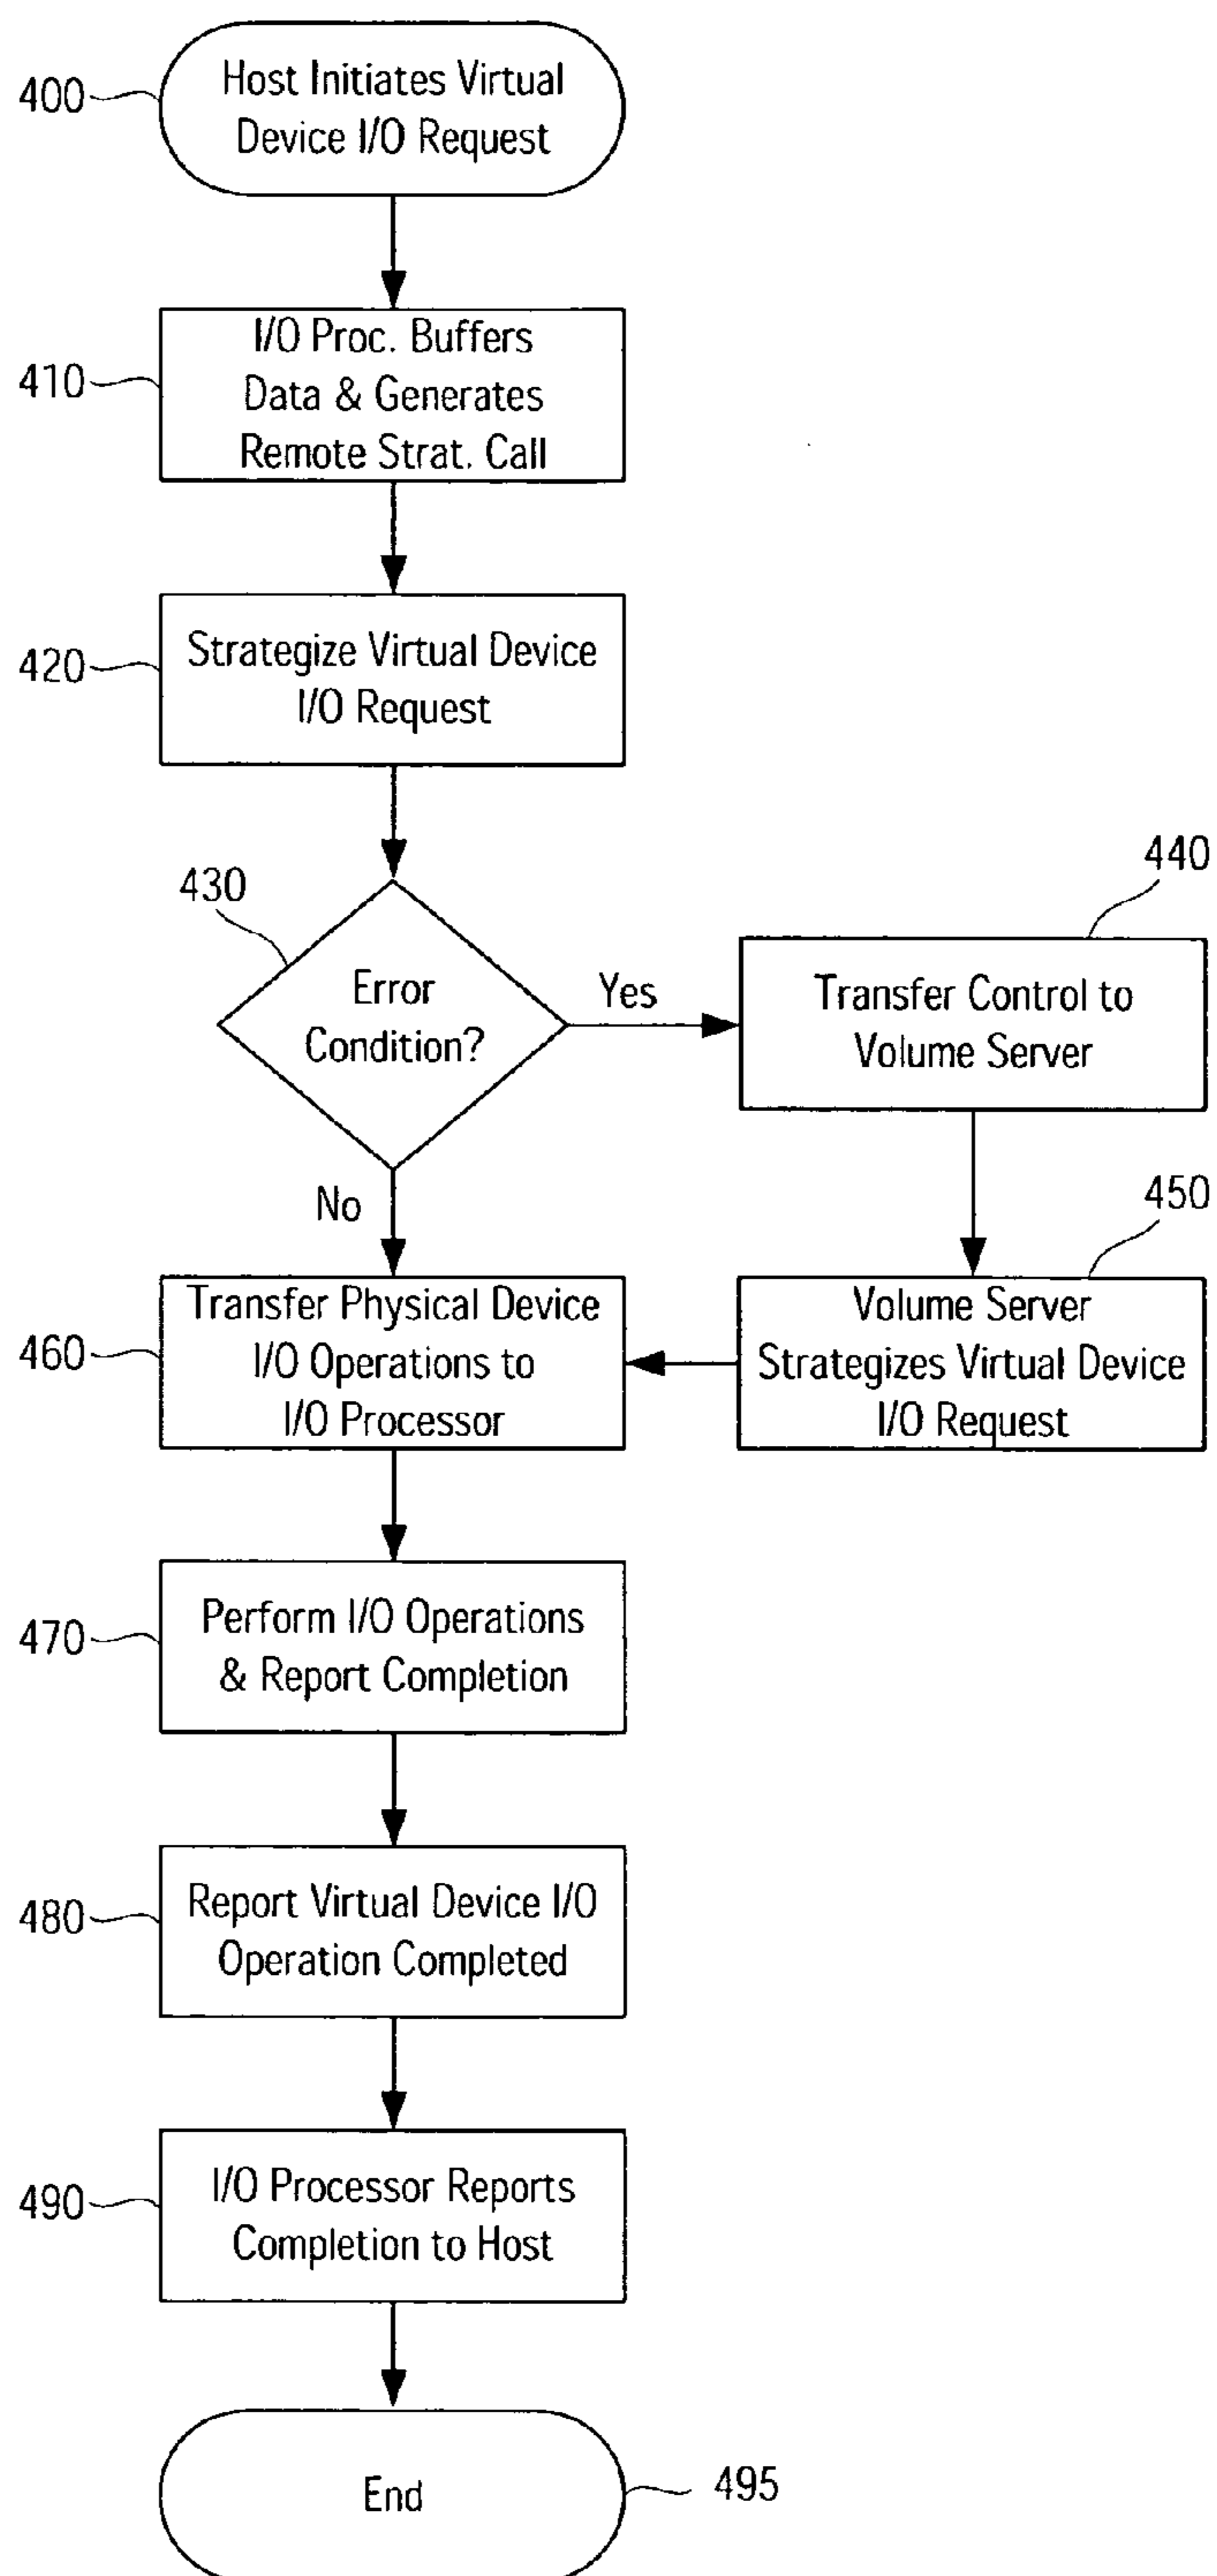 400
Host Initiates Virtual
Device I/O Request
410
I/O Proc. Buffers
Data & Generates
Remote Strat. Call
420
Strategize Virtual Device
I/O Request
430
Error
Condition?
Yes
No
440
Transfer Control to
Volume Server
450
Volume Server
Strategizes Virtual Device
I/O Request
460
Transfer Physical Device
I/O Operations to
I/O Processor
470
Perform I/O Operations
& Report Completion
480
Report Virtual Device I/O
Operation Completed
490
I/O Processor Reports
Completion to Host
End
495